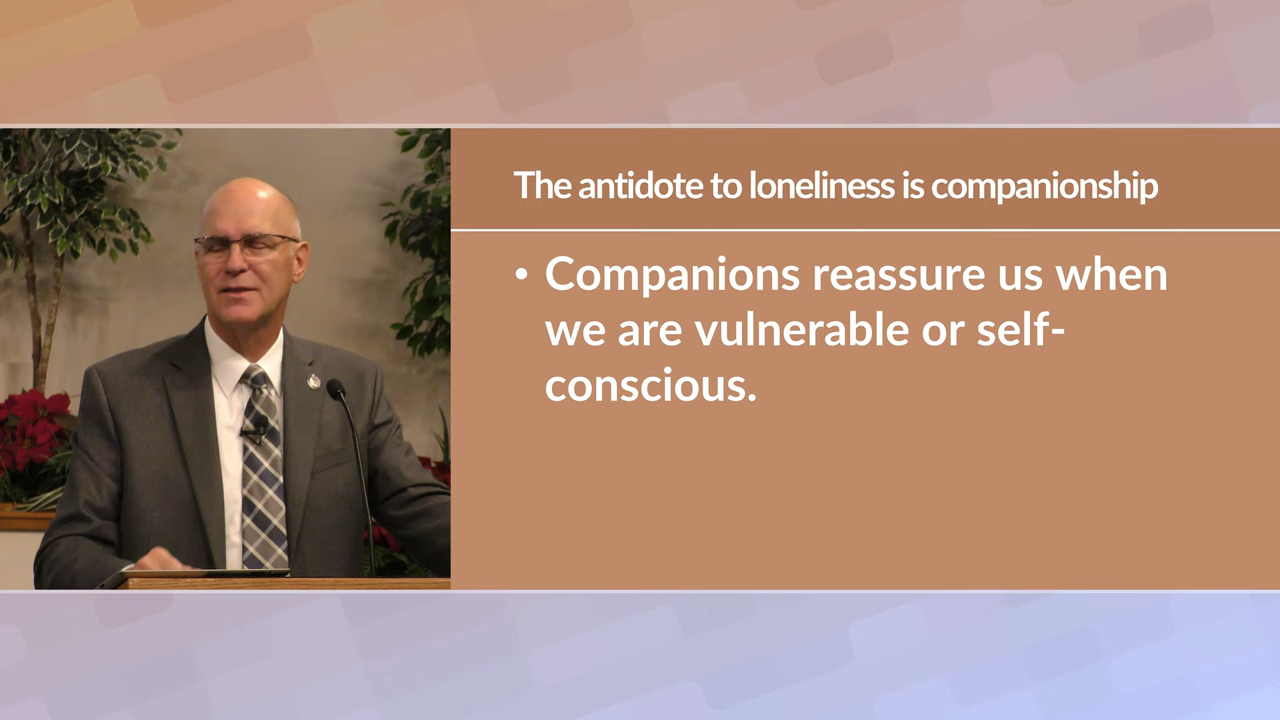 The antidote to loneliness is companionship
• Companions reassure us when
we are vulnerable or self-
conscious.